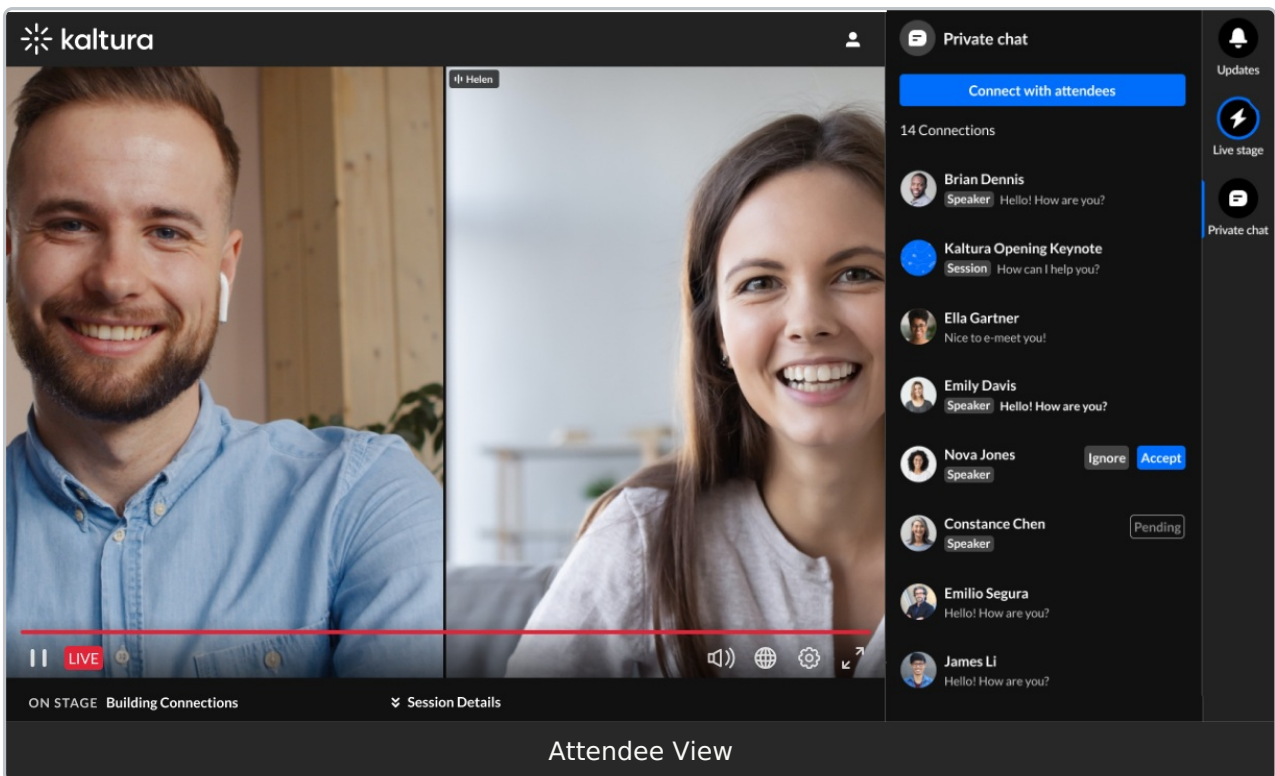 kaltura
Helen
LIVE
ON STAGE Building Connections
Session Details
Private chat
Connect with attendees
14 Connections
Brian Dennis
Speaker Hello! How are you?
Kaltura Opening Keynote
Session How can I help you?
Ella Gartner
Nice to e-meet you!
Emily Davis
Speaker Hello! How are you?
Nova Jones
Speaker
Ignore Accept
Constance Chen
Speaker
Pending
Emilio Segura
Hello! How are you?
James Li
Hello! How are you?
Updates
Live stage
Private chat
Attendee View